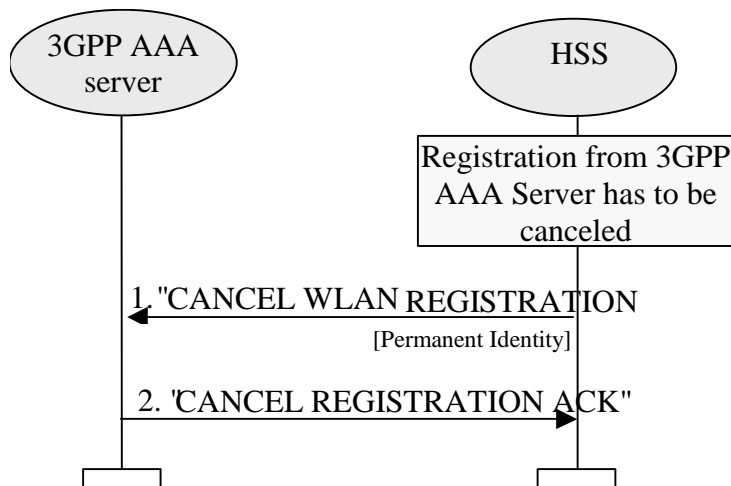 3GPP AAA
server
HSS
Registration from 3GPP
AAA Server has to be
canceled
1. "CANCEL WLAN REGISTRATION
[Permanent Identity]
2. "CANCEL REGISTRATION ACK"